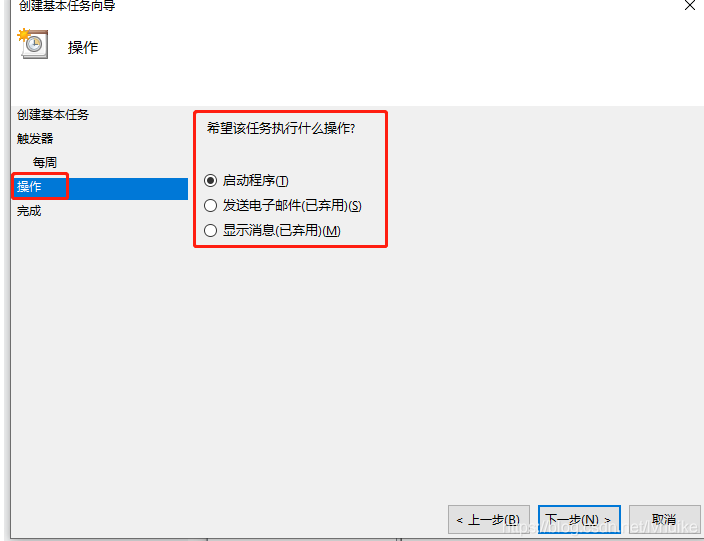 创建基本任务向导
操作
创建基本任务
触发器
每周
操作
完成
希望该任务执行什么操作?
启动程序(T)
发送电子邮件(已弃用)(S)
显示消息(已弃用)(M)
< 上一步(B)
下一步(N) >
取消